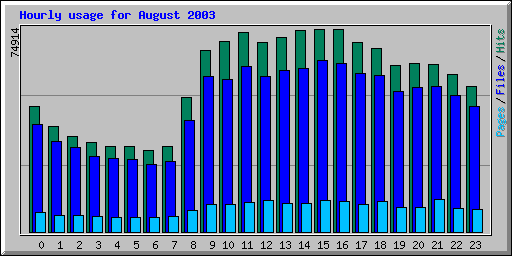 Hourly usage for August 2003
74914
Pages/Files/Hits
0 1 2 3 4 5 6 7 8 9 10 11 12 13 14 15 16 17 18 19 20 21 22 23